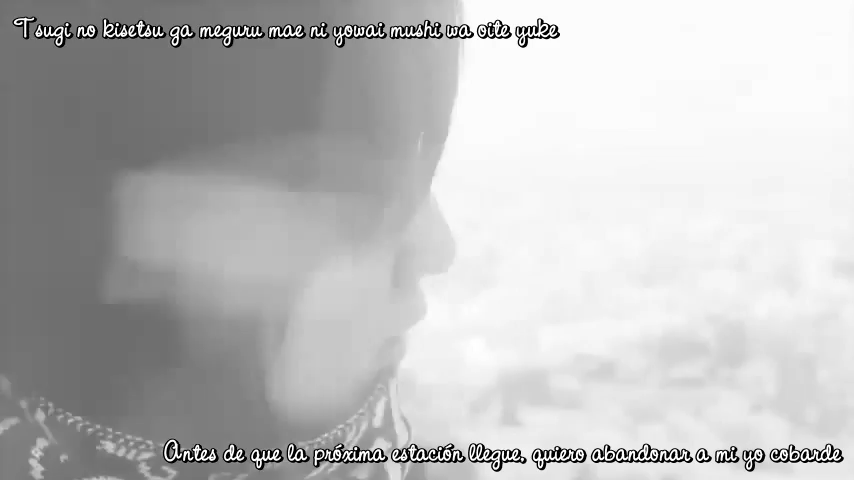 Tsugi no kisetsu ga meguru mae ni yowai mushi wa oite yuke
Antes de que la próxima estación llegue, quiero abandonar a mi yo cobarde